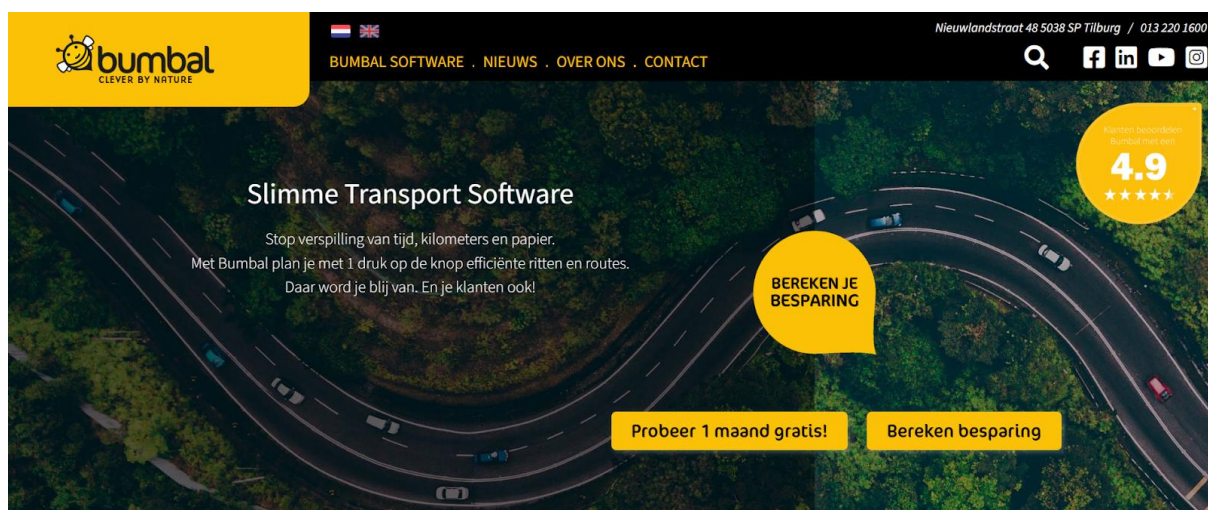 bumbal
CLEVER BY NATURE
Nieuwlandstraat 48 5038 SP Tilburg / 013 220 1600
BUMBAL SOFTWARE . NIEUWS . OVER ONS . CONTACT
Klanten beoordelen
Bumbal met een
4.9
Slimme Transport Software
Stop verspilling van tijd, kilometers en papier.
Met Bumbal plan je met 1 druk op de knop efficiënte ritten en routes.
Daar word je blij van. En je klanten ook!
BEREKEN JE
BESPARING
Probeer 1 maand gratis!
Bereken besparing